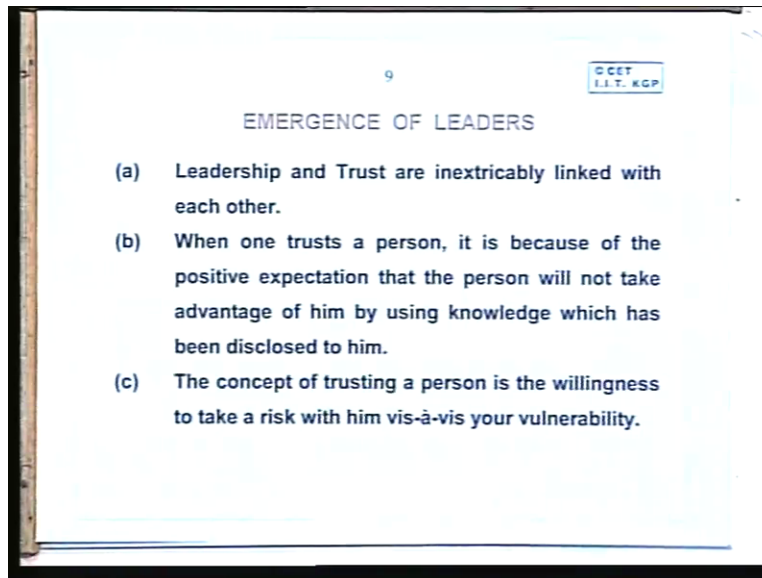 9
© CET
I.I.T. KGP
EMERGENCE OF LEADERS
(a) Leadership and Trust are inextricably linked with
each other.
(b) When one trusts a person, it is because of the
positive expectation that the person will not take
advantage of him by using knowledge which has
been disclosed to him.
(c) The concept of trusting a person is the willingness
to take a risk with him vis-à-vis your vulnerability.